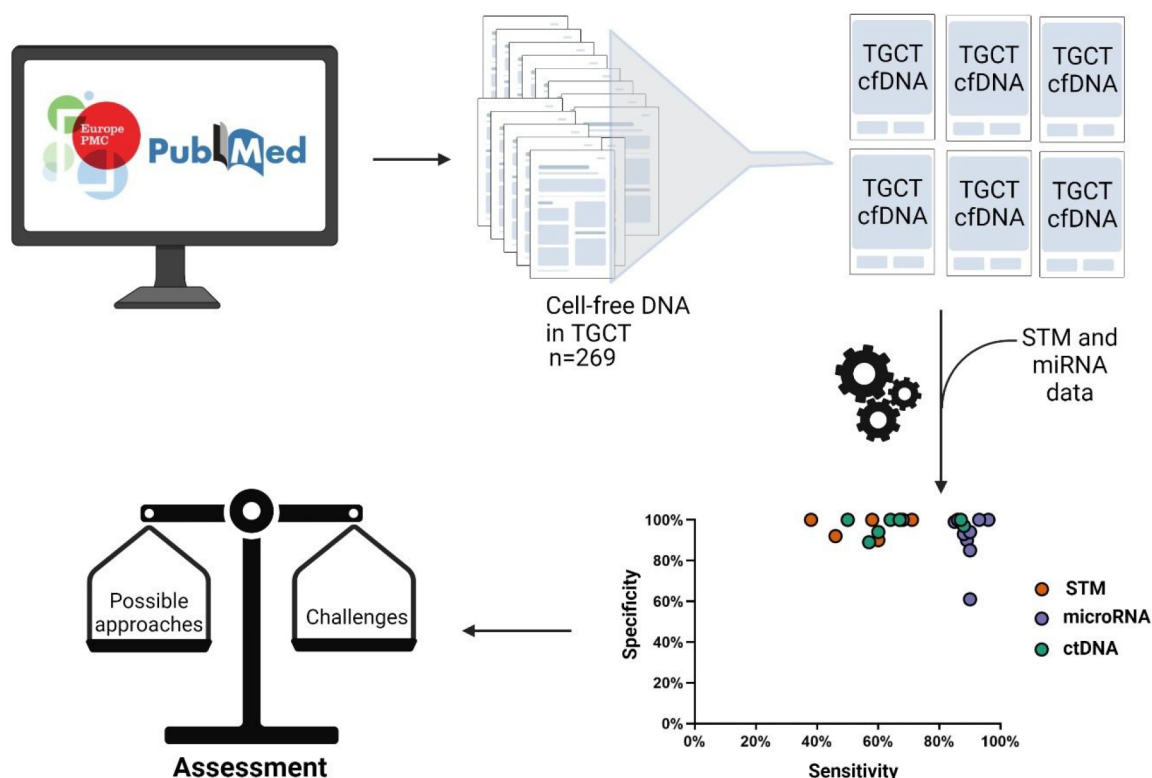 Europe
PMC
PubMed
Cell-free DNA
in TGCT
n=269
TGCT
cfDNA
TGCT
cfDNA
TGCT
cfDNA
TGCT
cfDNA
TGCT
cfDNA
TGCT
cfDNA
STM and
miRNA
data
Possible
approaches
Challenges
Assessment
Specificity
100%
80%
60%
40%
20%
0%
0%
20%
40%
60%
80%
100%
Sensitivity
STM
microRNA
ctDNA